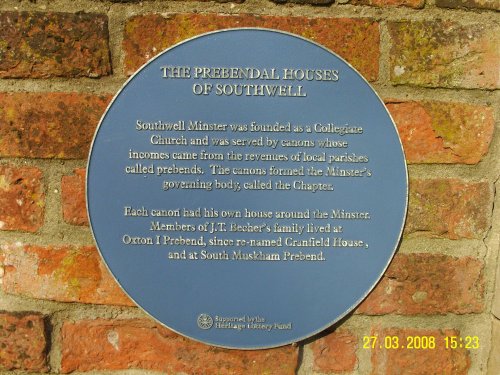 THE PREBENDAL HOUSES
OF SOUTHWELL
Southwell Minster was founded as a Collegiate
Church and was served by canons whose
incomes came from the revenues of local parishes
called prebends. The canons formed the Minster's
governing body, called the Chapter.
Each canon had his own house around the Minster.
Members of J.T. Becher's family lived at
Oxton I Prebend, since re-named Cranfield House,
and at South Muskham Prebend.
Supported by the
Heritage Lottery Fund
27.03.2008 15:23